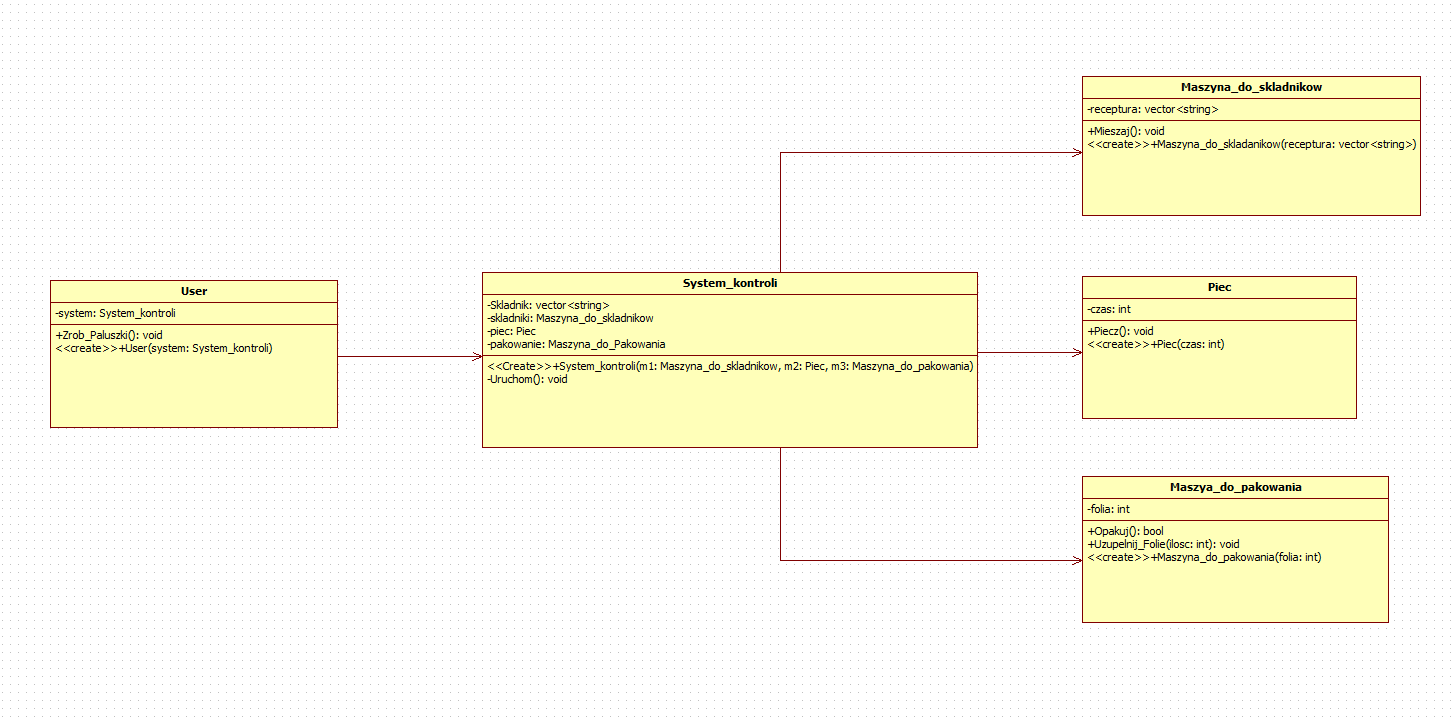 User
-system: System_kontroli
+Zrob_Paluszki(): void
<<create>>+User(system: System_kontroli)
System_kontroli
-Skladnik: vector<string>
-skladniki: Maszyna_do_skladnikow
-piec: Piec
-pakowanie: Maszyna_do_Pakowania
<<Create>>+System_kontroli(m1: Maszyna_do_skladnikow, m2: Piec, m3: Maszyna_do_pakowania)
-Uruchom(): void
Maszyna_do_skladnikow
-receptura: vector<string>
+Mieszaj(): void
<<create>>+Maszyna_do_skladanikow(receptura: vector<string>)
Piec
-czas: int
+Piecz(): void
<<create>>+Piec(czas: int)
Maszya_do_pakowania
-folia: int
+Opakuj(): bool
+Uzupelnij_Folie(ilosc: int): void
<<create>>+Maszyna_do_pakowania(folia: int)